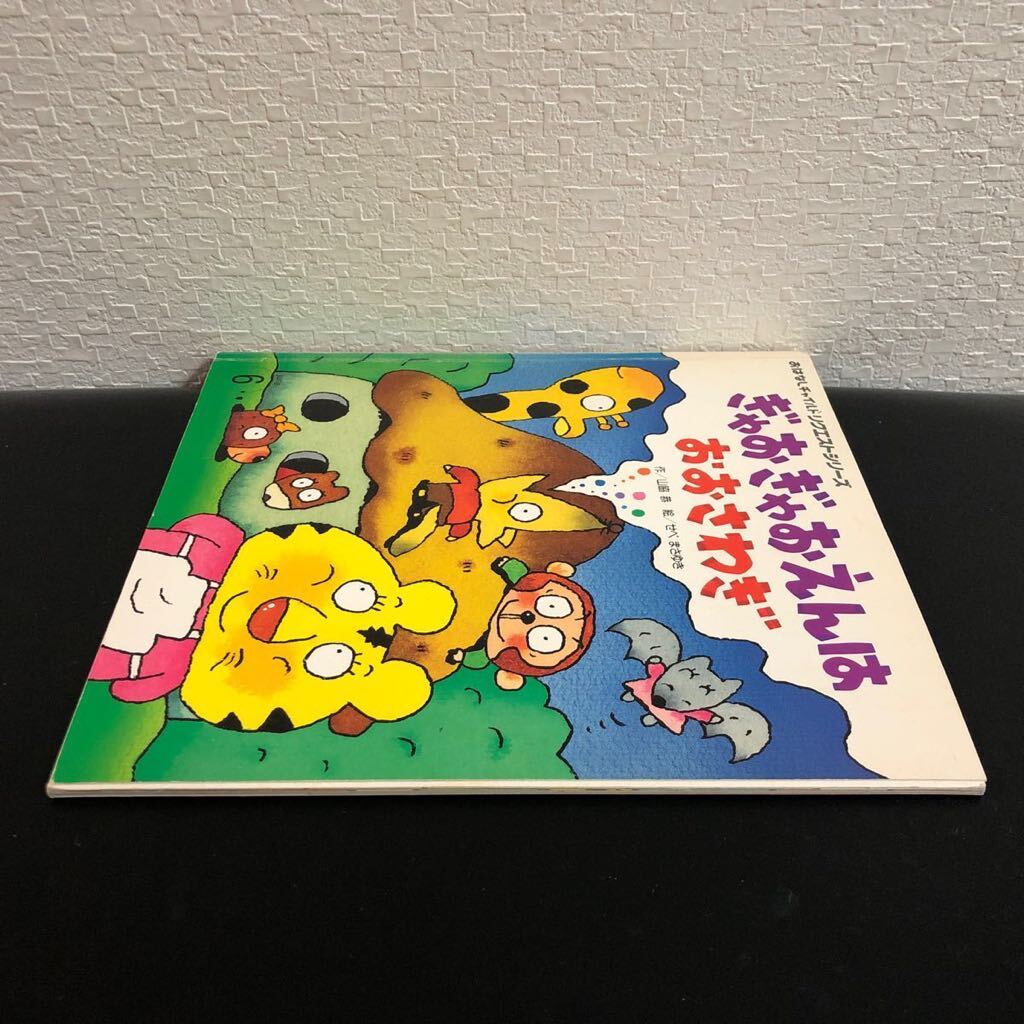 おはなしチャイルドリクエストシリーズ
ぎゃおぎゃおえんは
おおさわぎ
作/山脇 恭 絵/せべ まさゆき
6